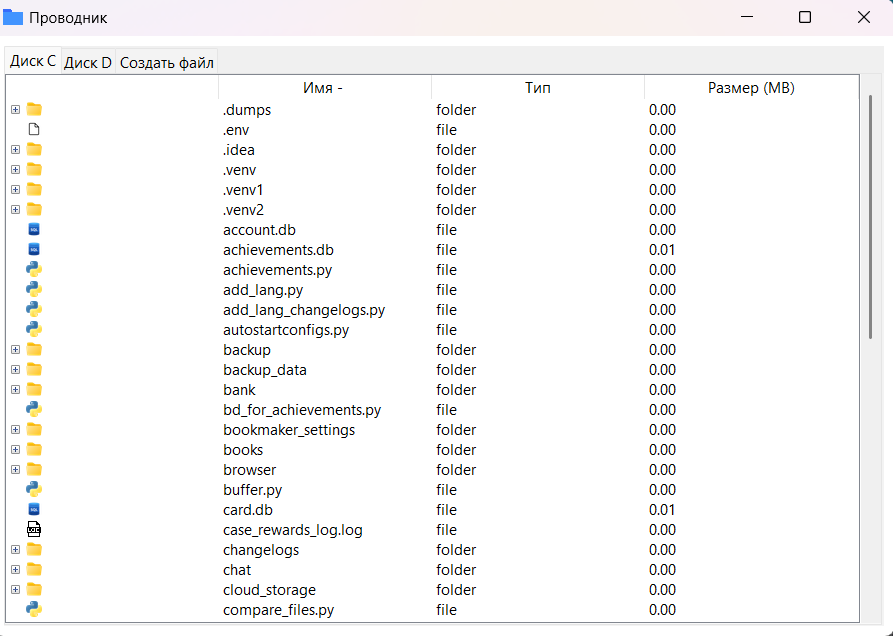 Проводник
Диск C Диск D Создать файл
Имя - Тип Размер (MB)
.dumps folder 0.00
.env file 0.00
.idea folder 0.00
.venv folder 0.00
.venv1 folder 0.00
.venv2 folder 0.00
account.db file 0.00
achievements.db file 0.01
achievements.py file 0.00
add_lang.py file 0.00
add_lang_changelogs.py file 0.00
autostartconfigs.py file 0.00
backup folder 0.00
backup_data folder 0.00
bank folder 0.00
bd_for_achievements.py file 0.00
bookmaker_settings folder 0.00
books folder 0.00
browser folder 0.00
buffer.py file 0.00
card.db file 0.01
case_rewards_log.log file 0.00
changelogs folder 0.00
chat folder 0.00
cloud_storage folder 0.00
compare_files.py file 0.00